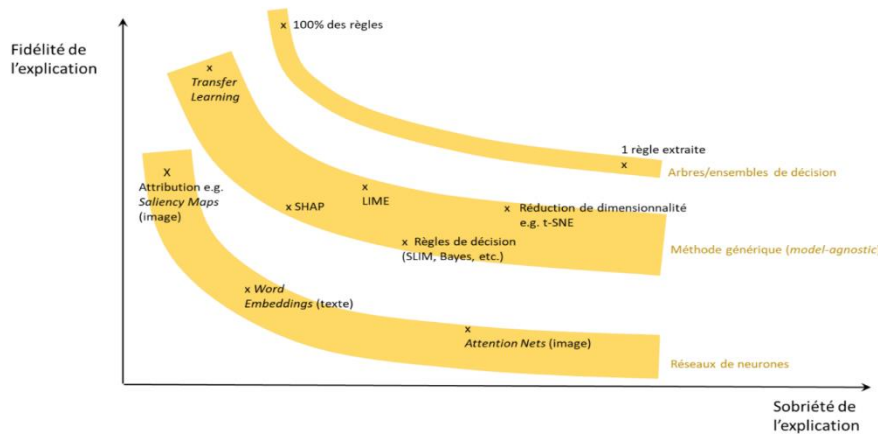 Fidélité de
l'explication
x 100% des règles
x
Transfer
Learning
1 règle extraite
x
Arbres/ensembles de décision
X
Attribution e.g.
Saliency Maps
(image)
x SHAP
x
LIME
x Réduction de dimensionnalité
e.g. t-SNE
x Règles de décision
(SLIM, Bayes, etc.)
Méthode générique (model-agnostic)
x Word
Embeddings (texte)
x
Attention Nets (image)
Réseaux de neurones
Sobriété de
l'explication